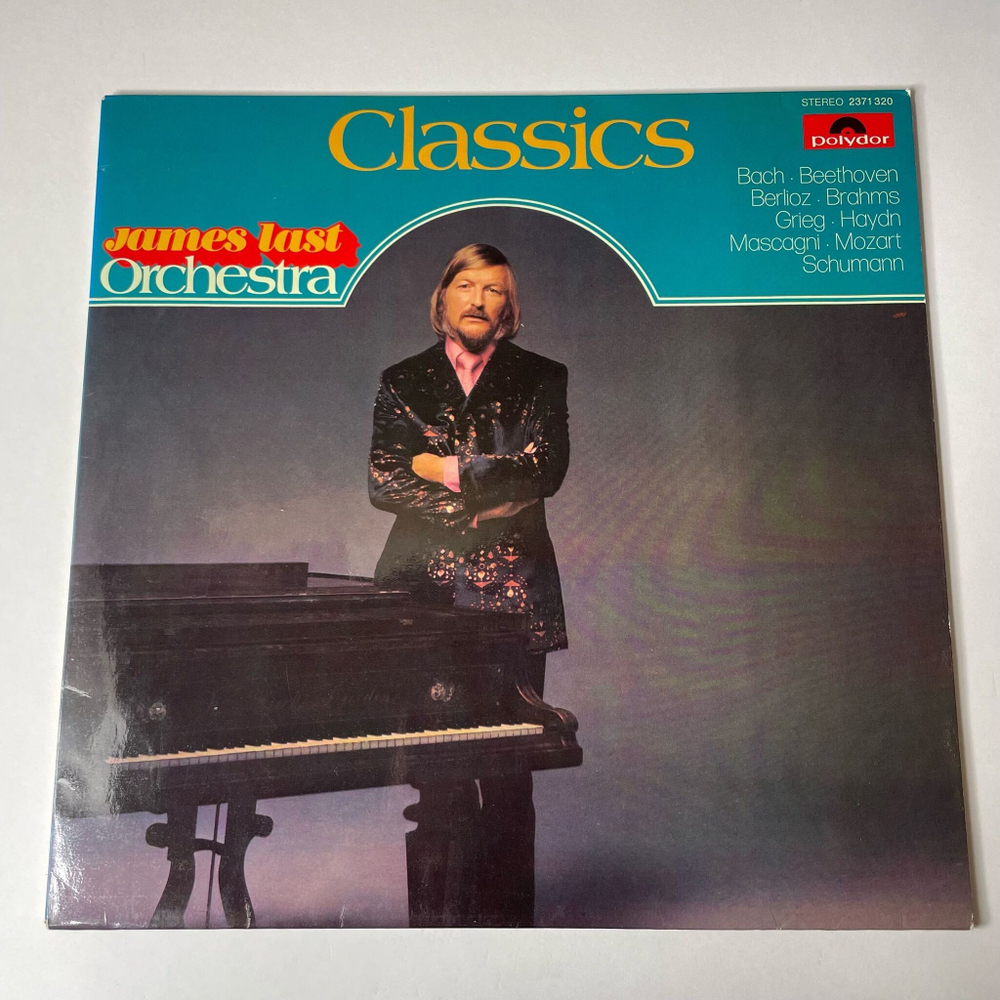 Classics
STEREO 2371 320
polydor
Bach · Beethoven
Berlioz · Brahms
Grieg · Haydn
Mascagni · Mozart
Schumann
James last
Orchestra